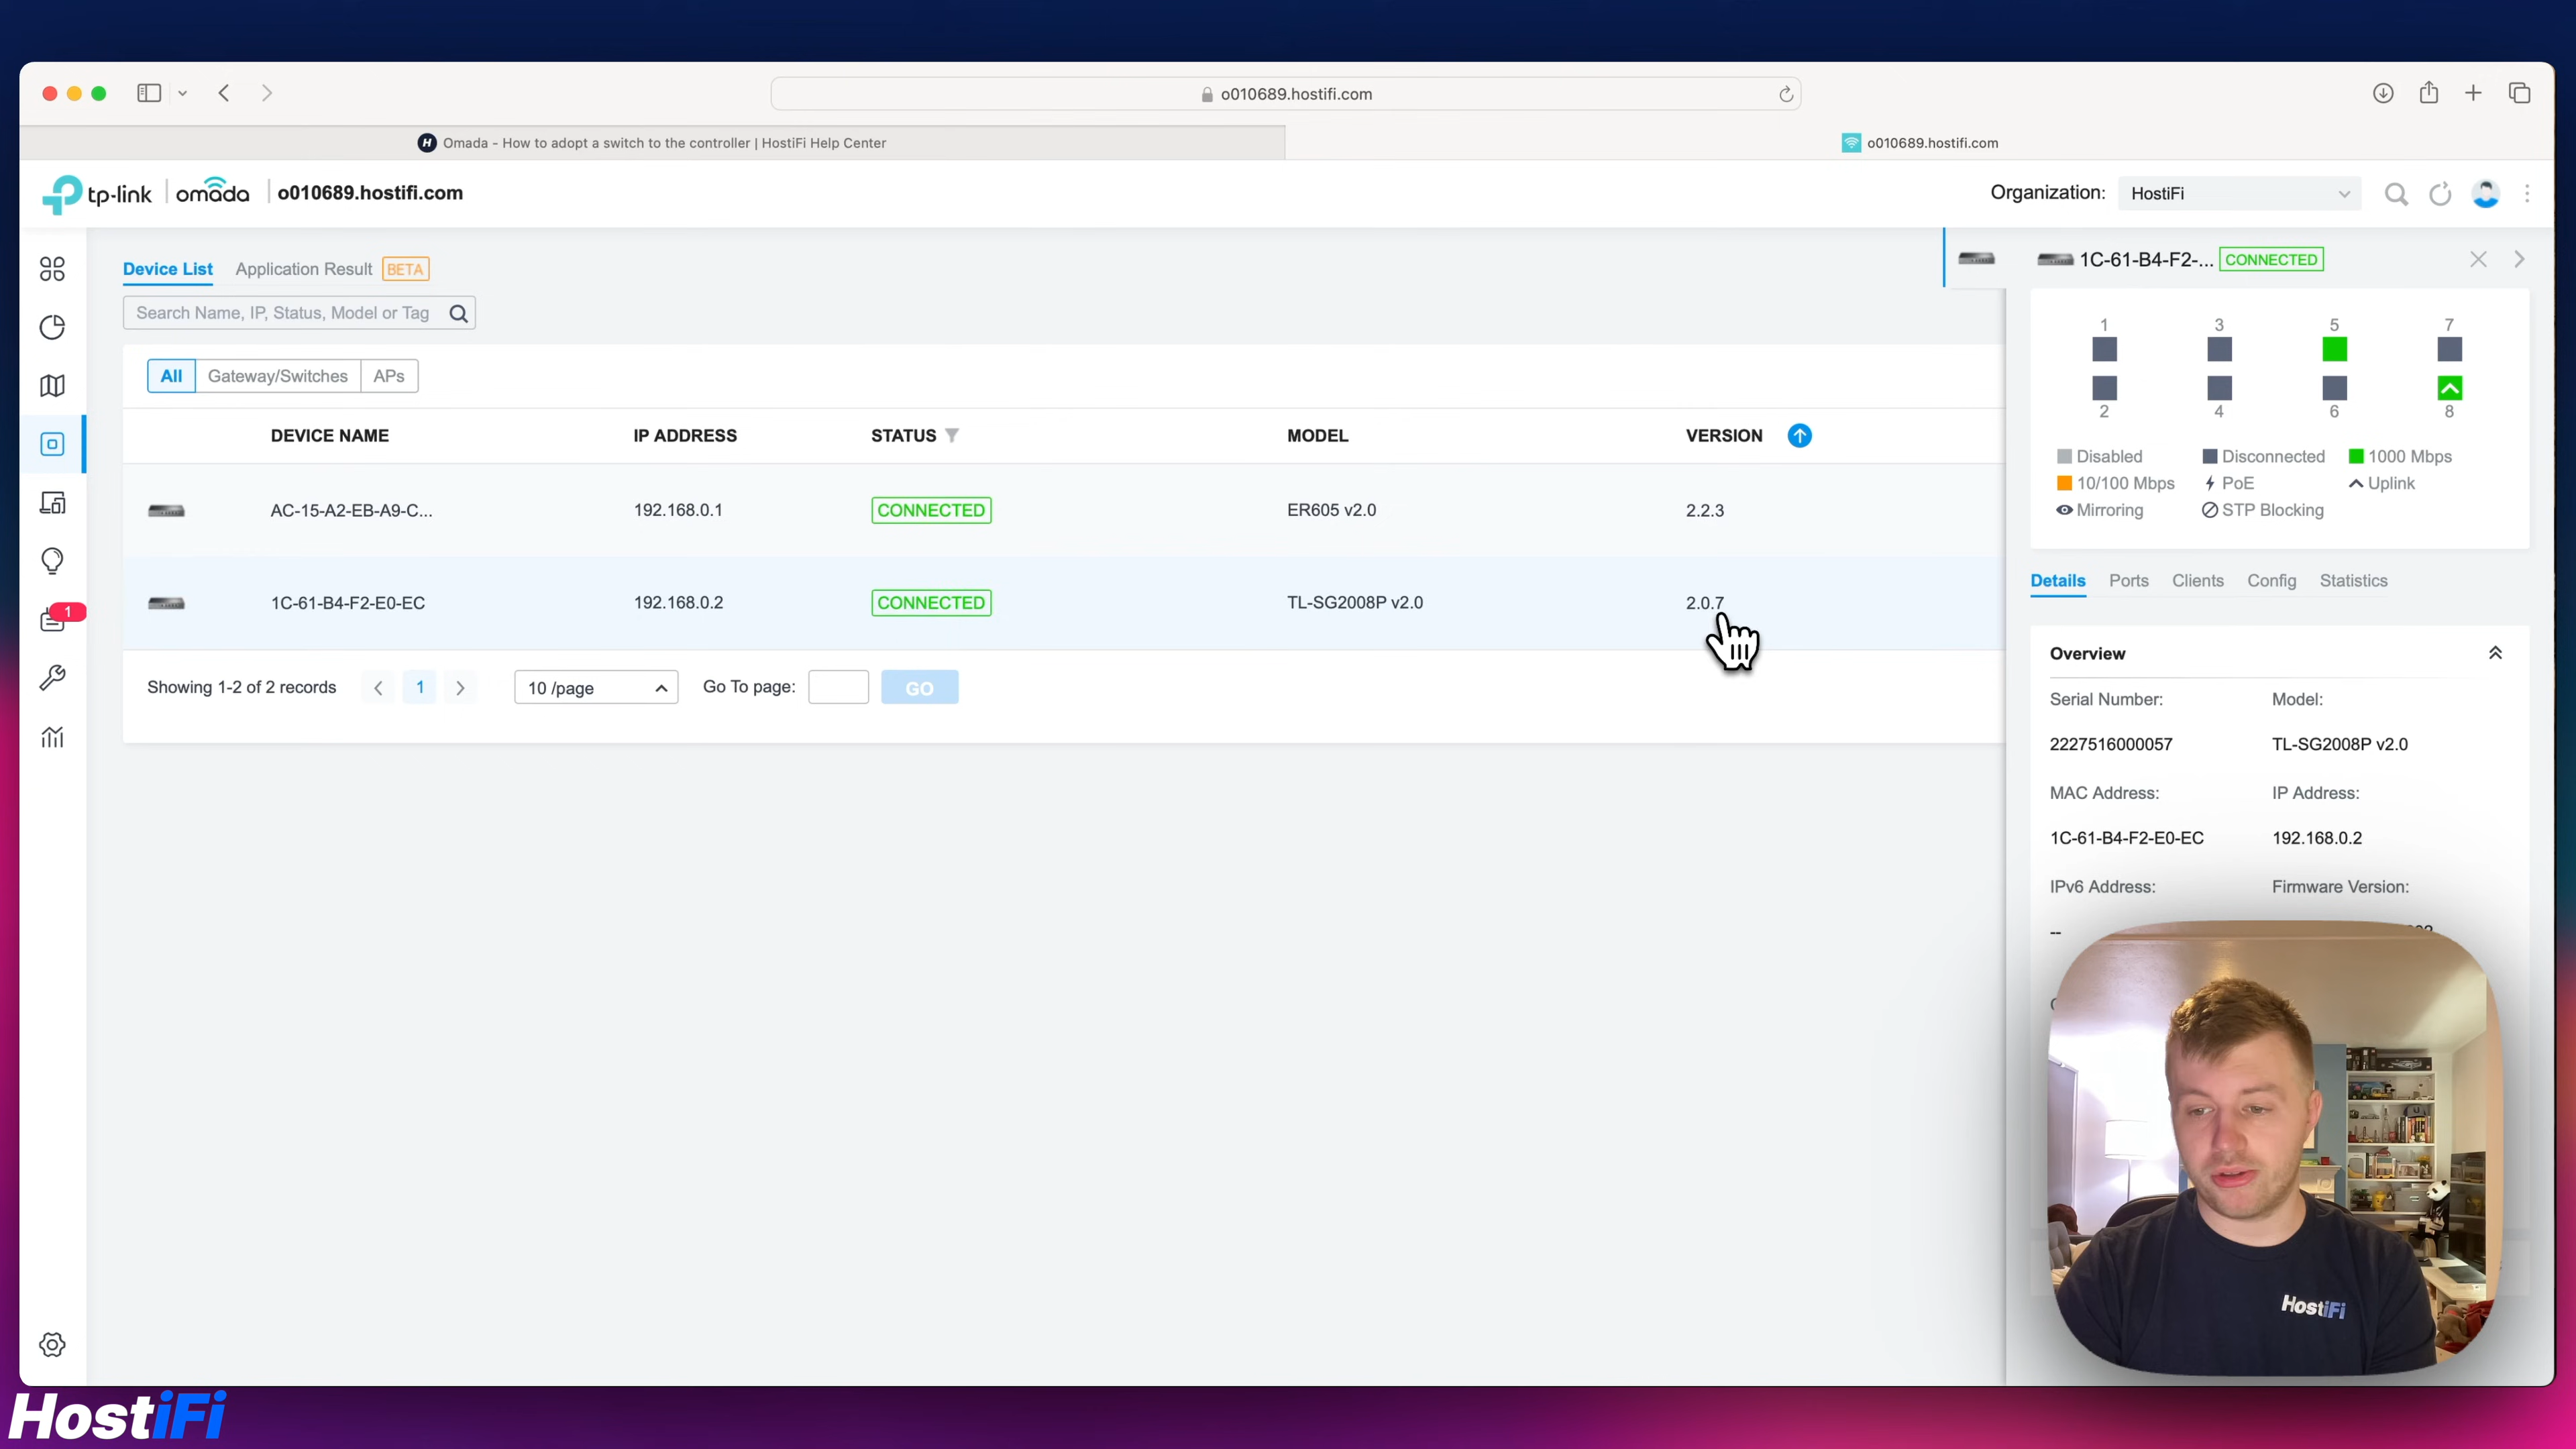 o010689.hostifi.com
Omada - How to adopt a switch to the controller | HostiFi Help Center
o010689.hostifi.com
tp-link omada o010689.hostifi.com
Organization: HostiFi
Device List Application Result BETA
1C-61-B4-F2-... CONNECTED
Search Name, IP, Status, Model or Tag
1 3 5 7
All Gateway/Switches APs
2 4 6 8
DEVICE NAME IP ADDRESS STATUS MODEL VERSION
Disabled Disconnected 1000 Mbps
10/100 Mbps PoE Uplink
Mirroring STP Blocking
AC-15-A2-EB-A9-C... 192.168.0.1 CONNECTED ER605 v2.0 2.2.3
Details Ports Clients Config Statistics
1C-61-B4-F2-E0-EC 192.168.0.2 CONNECTED TL-SG2008P v2.0 2.0.7
1
Showing 1-2 of 2 records 1 10 /page Go To page: GO
Overview
Serial Number: Model:
2227516000057 TL-SG2008P v2.0
MAC Address: IP Address:
1C-61-B4-F2-E0-EC 192.168.0.2
IPv6 Address: Firmware Version:
--
HostiFi
HostiFi